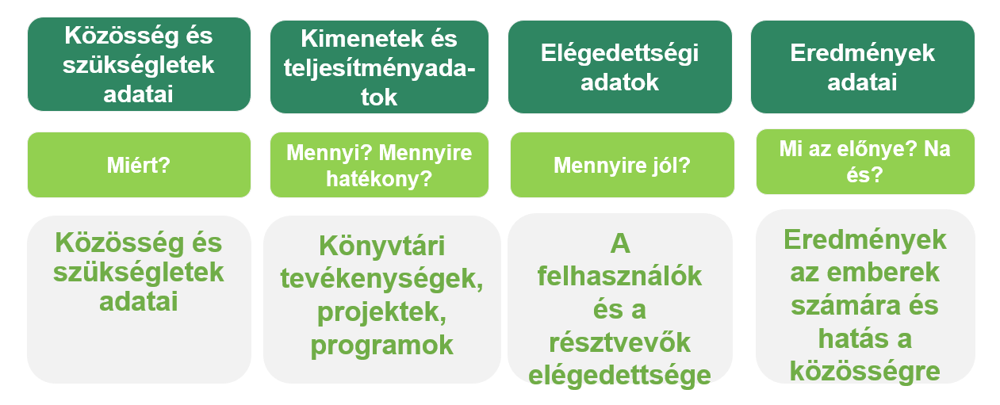 Közösség és
szükségletek
adatai
Kimenetek és
teljesítményada-
tok
Elégedettségi
adatok
Eredmények
adatai
Miért?
Mennyi? Mennyire
hatékony?
Mennyire jól?
Mi az előnye? Na
és?
Közösség és
szükségletek
adatai
Könyvtári
tevékenységek,
projektek,
programok
A
felhasználók
és a
résztvevők
elégedettsége
Eredmények
az emberek
számára és
hatás a
közösségre